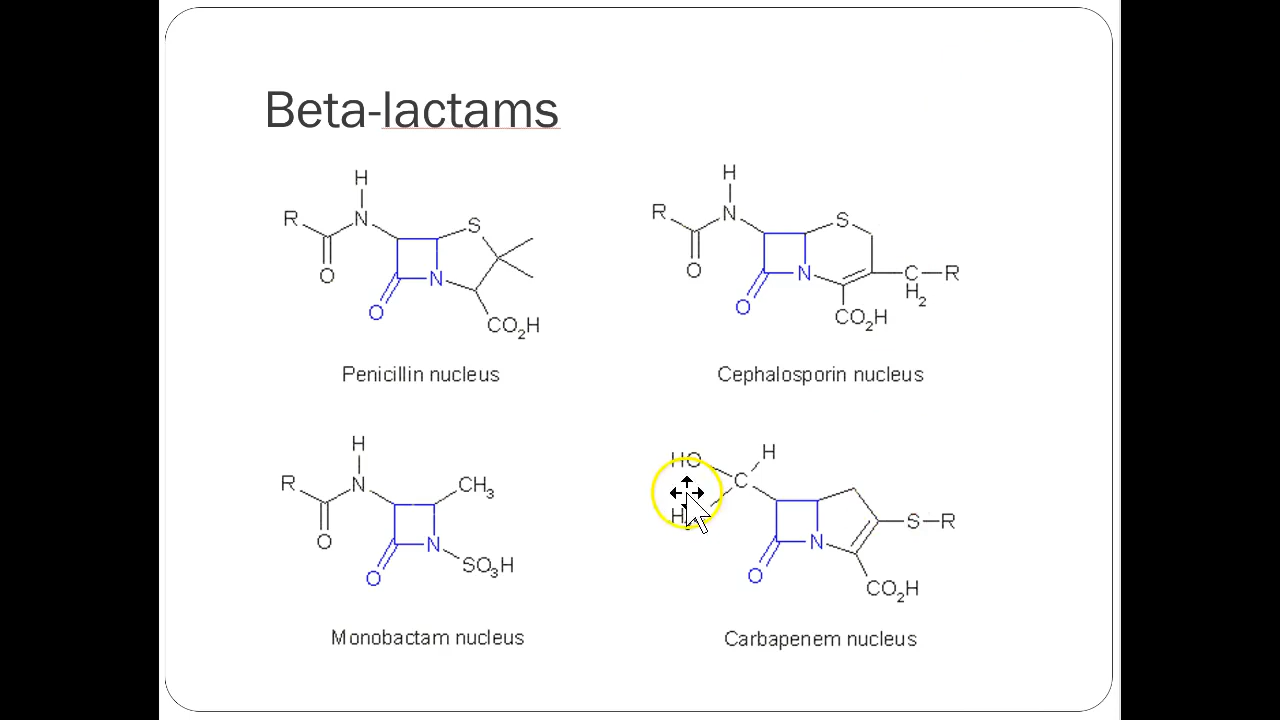 Beta-lactams
H
R N S
O N
O
CO2H
Penicillin nucleus
H
R N S
O N C—R
O H2
CO2H
Cephalosporin nucleus
H
R N CH3
O N
O SO3H
Monobactam nucleus
HO H
C
H
S—R
N
O
CO2H
Carbapenem nucleus